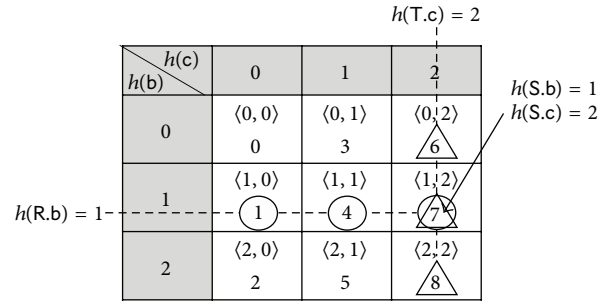 h(T.c) = 2
h(c)
h(b)
0 1 2
h(S.b) = 1
h(S.c) = 2
⟨0, 0⟩ ⟨0, 1⟩ ⟨0, 2⟩
0 0 3 6
⟨1, 0⟩ ⟨1, 1⟩ ⟨1, 2⟩
h(R.b) = 1 1 1 4 7
⟨2, 0⟩ ⟨2, 1⟩ ⟨2, 2⟩
2 2 5 8